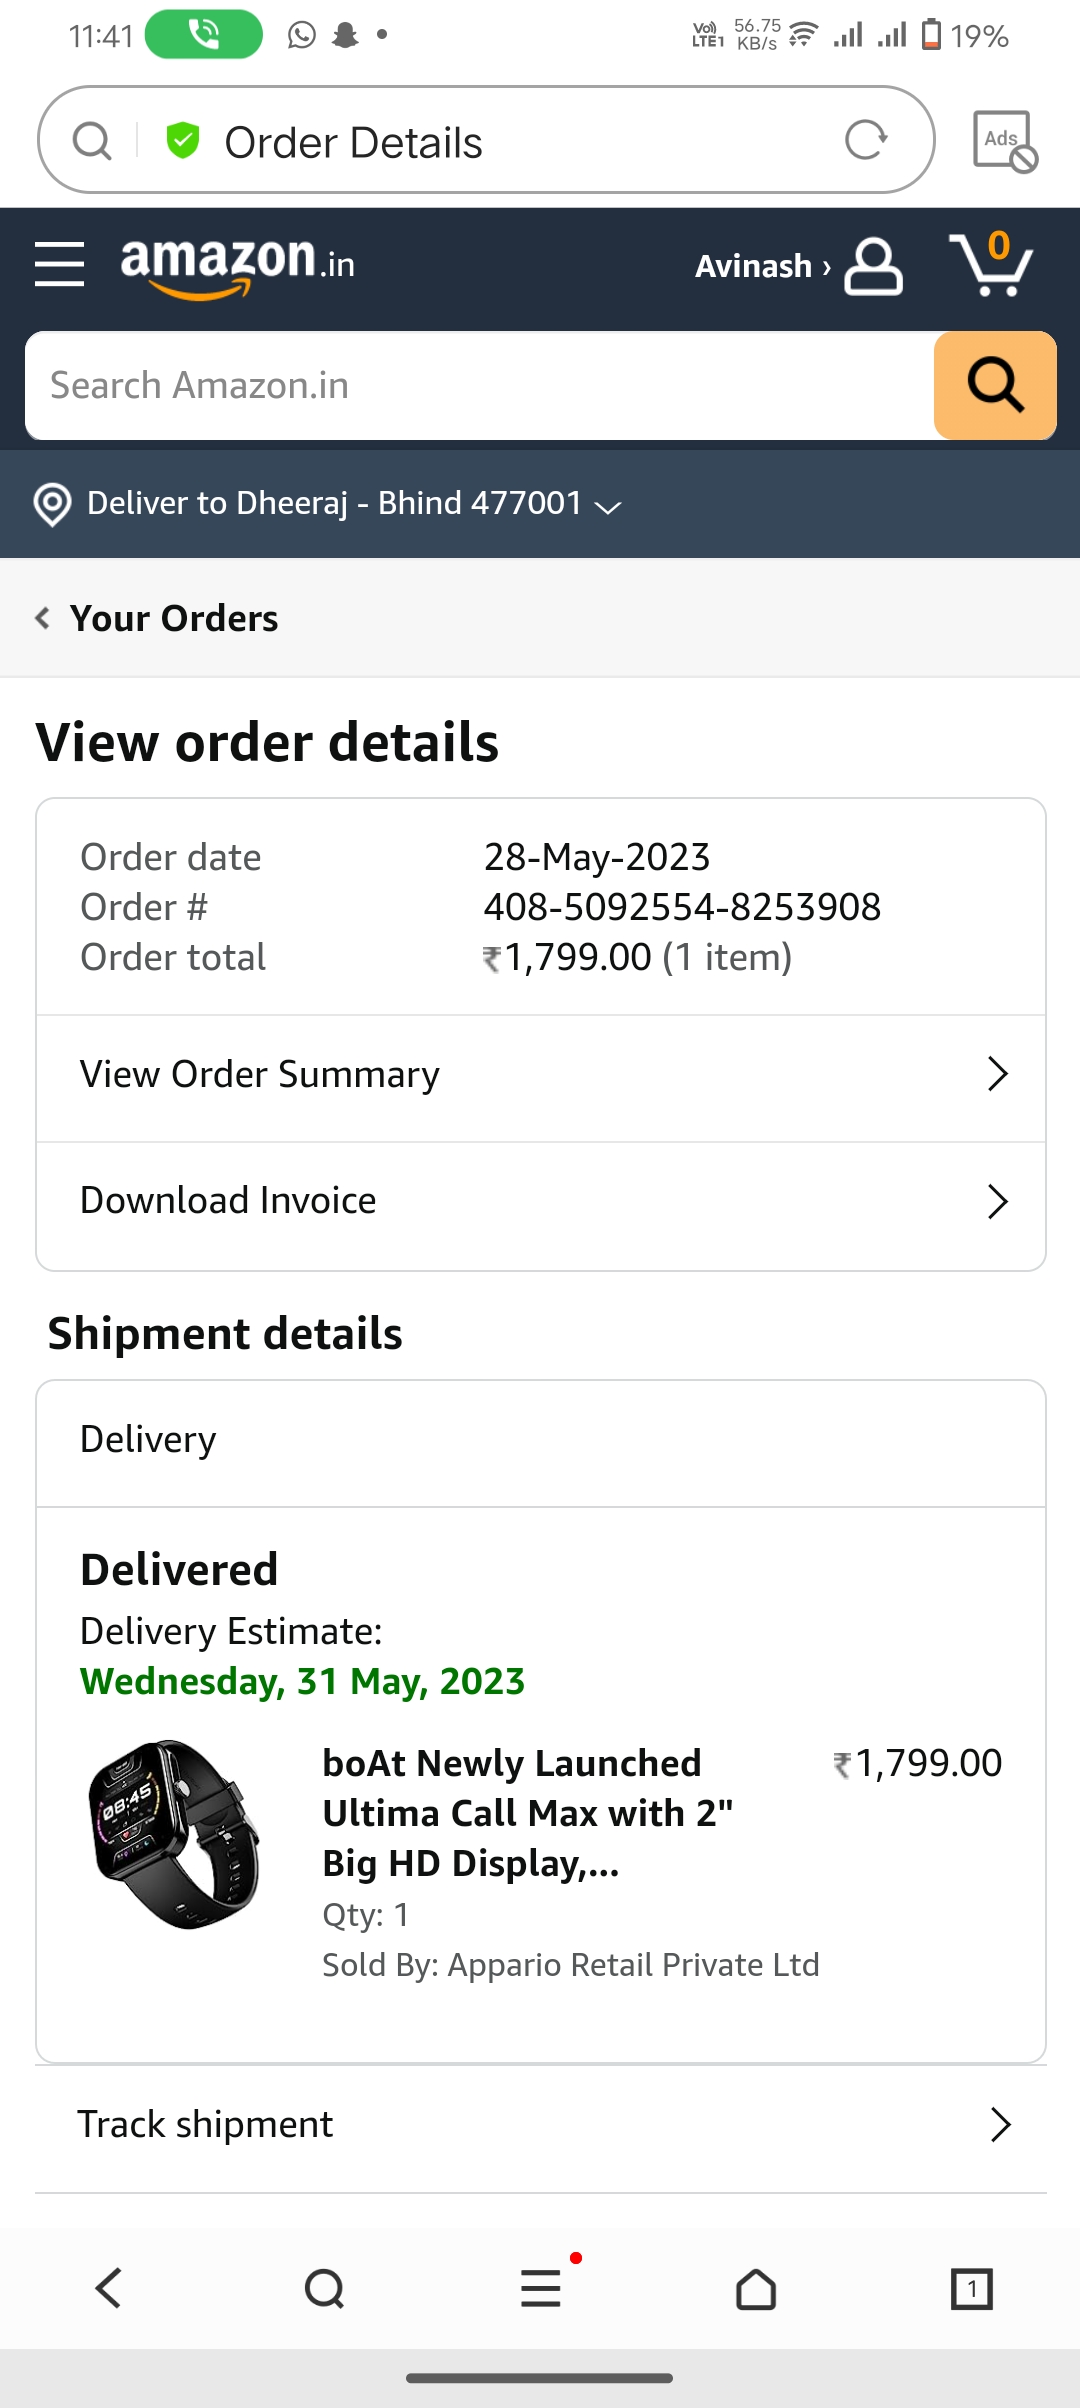 11:41
Vo)) LTE1 56.75 KB/s 19%
Order Details
Ads
amazon.in
Avinash ›
0
Search Amazon.in
Deliver to Dheeraj - Bhind 477001
Your Orders
View order details
Order date 28-May-2023
Order # 408-5092554-8253908
Order total ₹1,799.00 (1 item)
View Order Summary
Download Invoice
Shipment details
Delivery
Delivered
Delivery Estimate:
Wednesday, 31 May, 2023
08:45
boAt Newly Launched ₹1,799.00
Ultima Call Max with 2"
Big HD Display,...
Qty: 1
Sold By: Appario Retail Private Ltd
Track shipment
1